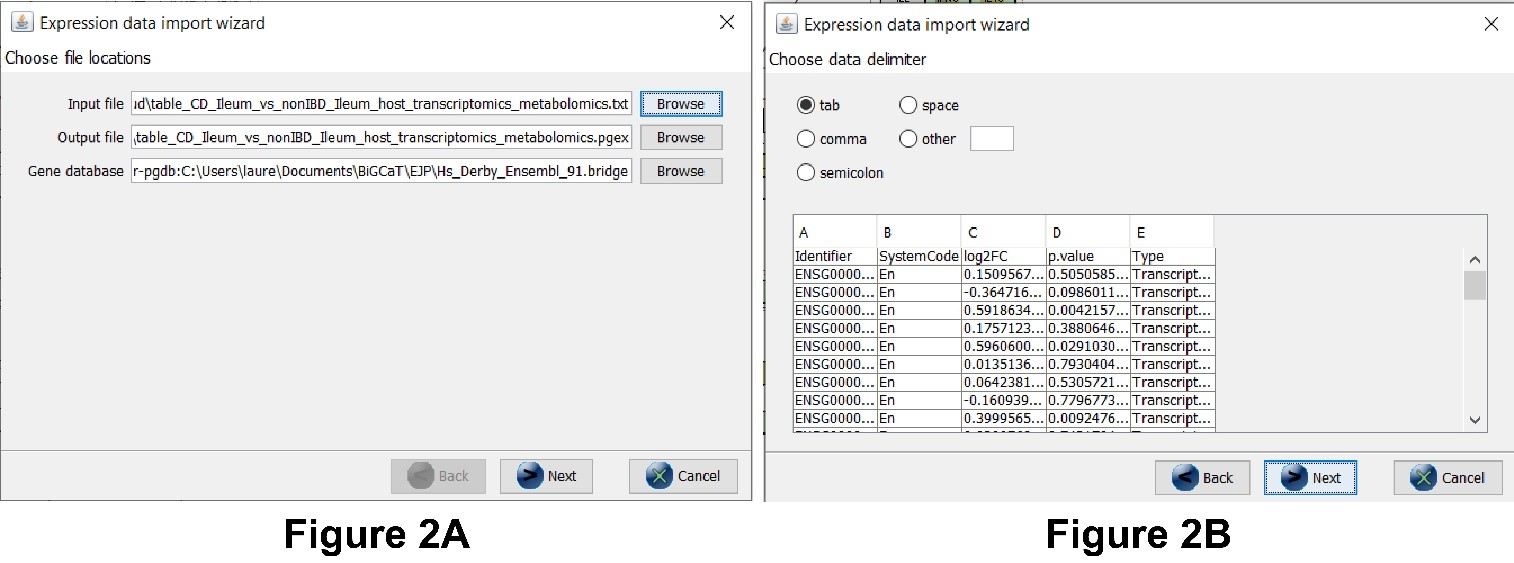 Expression data import wizard
Choose file locations
Input file ıd\table_CD_Ileum_vs_nonIBD_Ileum_host_transcriptomics_metabolomics.txt Browse
Output file \table_CD_Ileum_vs_nonIBD_Ileum_host_transcriptomics_metabolomics.pgex Browse
Gene database r-pgdb:C:\Users\laure\Documents\BiGCaT\EJP\Hs_Derby_Ensembl_91.bridge Browse
Back Next Cancel
Figure 2A
Expression data import wizard
Choose data delimiter
tab space
comma other
semicolon
A B C D E
Identifier SystemCode log2FC p.value Type
ENSG0000... En 0.1509567... 0.5050585... Transcript...
ENSG0000... En -0.364716... 0.0986011... Transcript...
ENSG0000... En 0.5918634... 0.0042157... Transcript...
ENSG0000... En 0.1757123... 0.3880646... Transcript...
ENSG0000... En 0.5960600... 0.0291030... Transcript...
ENSG0000... En 0.0135136... 0.7930404... Transcript...
ENSG0000... En 0.0642381... 0.5305721... Transcript...
ENSG0000... En -0.160939... 0.7796773... Transcript...
ENSG0000... En 0.3999565... 0.0092476... Transcript...
Back Next Cancel
Figure 2B